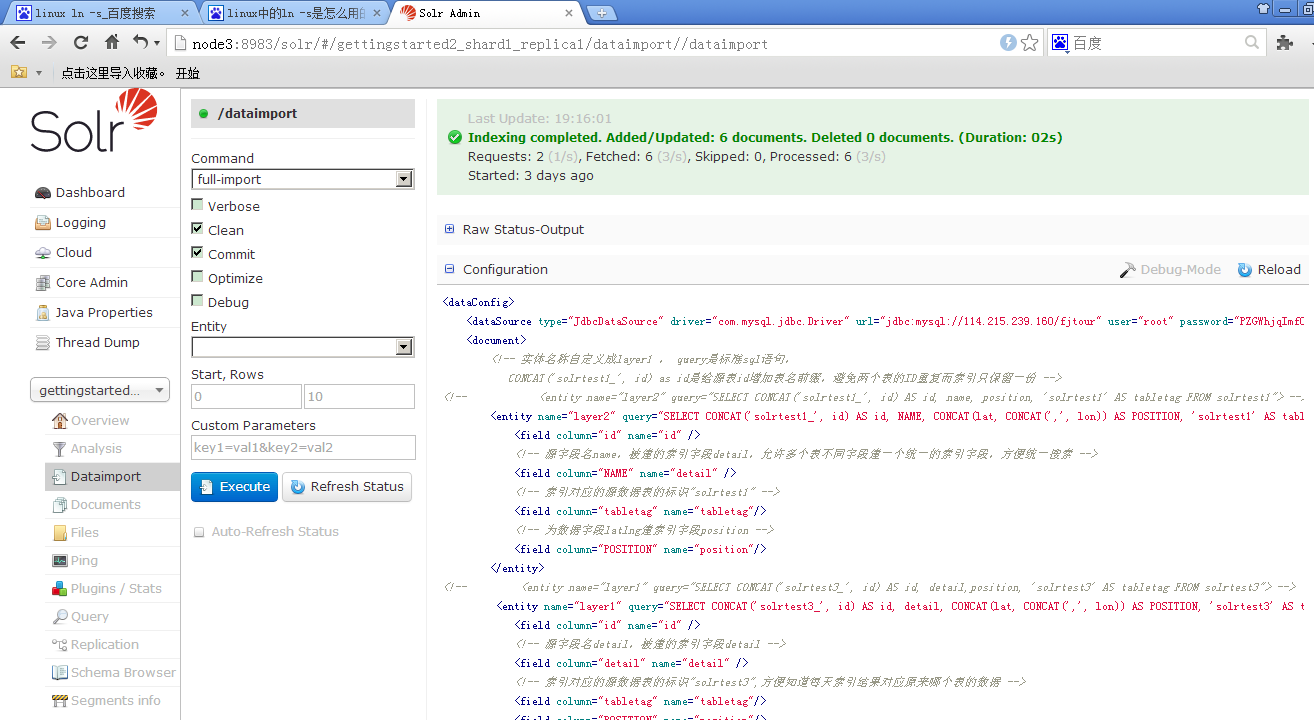 linux ln -s_百度搜索
linux中的ln -s是怎么用的
Solr Admin
node3:8983/solr/#/gettingstarted2_shard1_replica1/dataimport//dataimport
百度
点击这里导入收藏。 开始
Solr
Dashboard
Logging
Cloud
Core Admin
Java Properties
Thread Dump
gettingstarted...
Overview
Analysis
Dataimport
Documents
Files
Ping
Plugins / Stats
Query
Replication
Schema Browser
Segments info
/dataimport
Command
full-import
Verbose
Clean
Commit
Optimize
Debug
Entity
Start, Rows
0 10
Custom Parameters
key1=val1&key2=val2
Execute Refresh Status
Auto-Refresh Status
Last Update: 19:16:01
Indexing completed. Added/Updated: 6 documents. Deleted 0 documents. (Duration: 02s)
Requests: 2 (1/s), Fetched: 6 (3/s), Skipped: 0, Processed: 6 (3/s)
Started: 3 days ago
Raw Status-Output
Configuration Debug-Mode Reload
<dataConfig>
<dataSource type="JdbcDataSource" driver="com.mysql.jdbc.Driver" url="jdbc:mysql://114.215.239.160/fjtour" user="root" password="PZGWhjqImf0
<document>
<!-- 实体名称自定义成layer1 , query是标准sql语句,
CONCAT('solrtest1_', id) as id是给源表id增加表名前缀, 避免两个表的ID重复而索引只保留一份 -->
<!-- <entity name="layer2" query="SELECT CONCAT('solrtest1_', id) AS id, name, position, 'solrtest1' AS tabletag FROM solrtest1"> --
<entity name="layer2" query="SELECT CONCAT('solrtest1_', id) AS id, NAME, CONCAT(lat, CONCAT(',', lon)) AS POSITION, 'solrtest1' AS tabl
<field column="id" name="id" />
<!-- 源字段名name, 被建的索引字段detail, 允许多个表不同字段建一个统一的索引字段, 方便统一搜索 -->
<field column="NAME" name="detail" />
<!-- 索引对应的源数据表的标识"solrtest1" -->
<field column="tabletag" name="tabletag"/>
<!-- 为数据字段latlng建索引字段position -->
<field column="POSITION" name="position"/>
</entity>
<!-- <entity name="layer1" query="SELECT CONCAT('solrtest3_', id) AS id, detail,position, 'solrtest3' AS tabletag FROM solrtest3"> -->
<entity name="layer1" query="SELECT CONCAT('solrtest3_', id) AS id, detail, CONCAT(lat, CONCAT(',', lon)) AS POSITION, 'solrtest3' AS t
<field column="id" name="id" />
<!-- 源字段名detail, 被建的索引字段detail -->
<field column="detail" name="detail" />
<!-- 索引对应的源数据表的标识"solrtest3",方便知道每天索引结果对应原来哪个表的数据 -->
<field column="tabletag" name="tabletag"/>
<field column="POSITION" name="position"/>